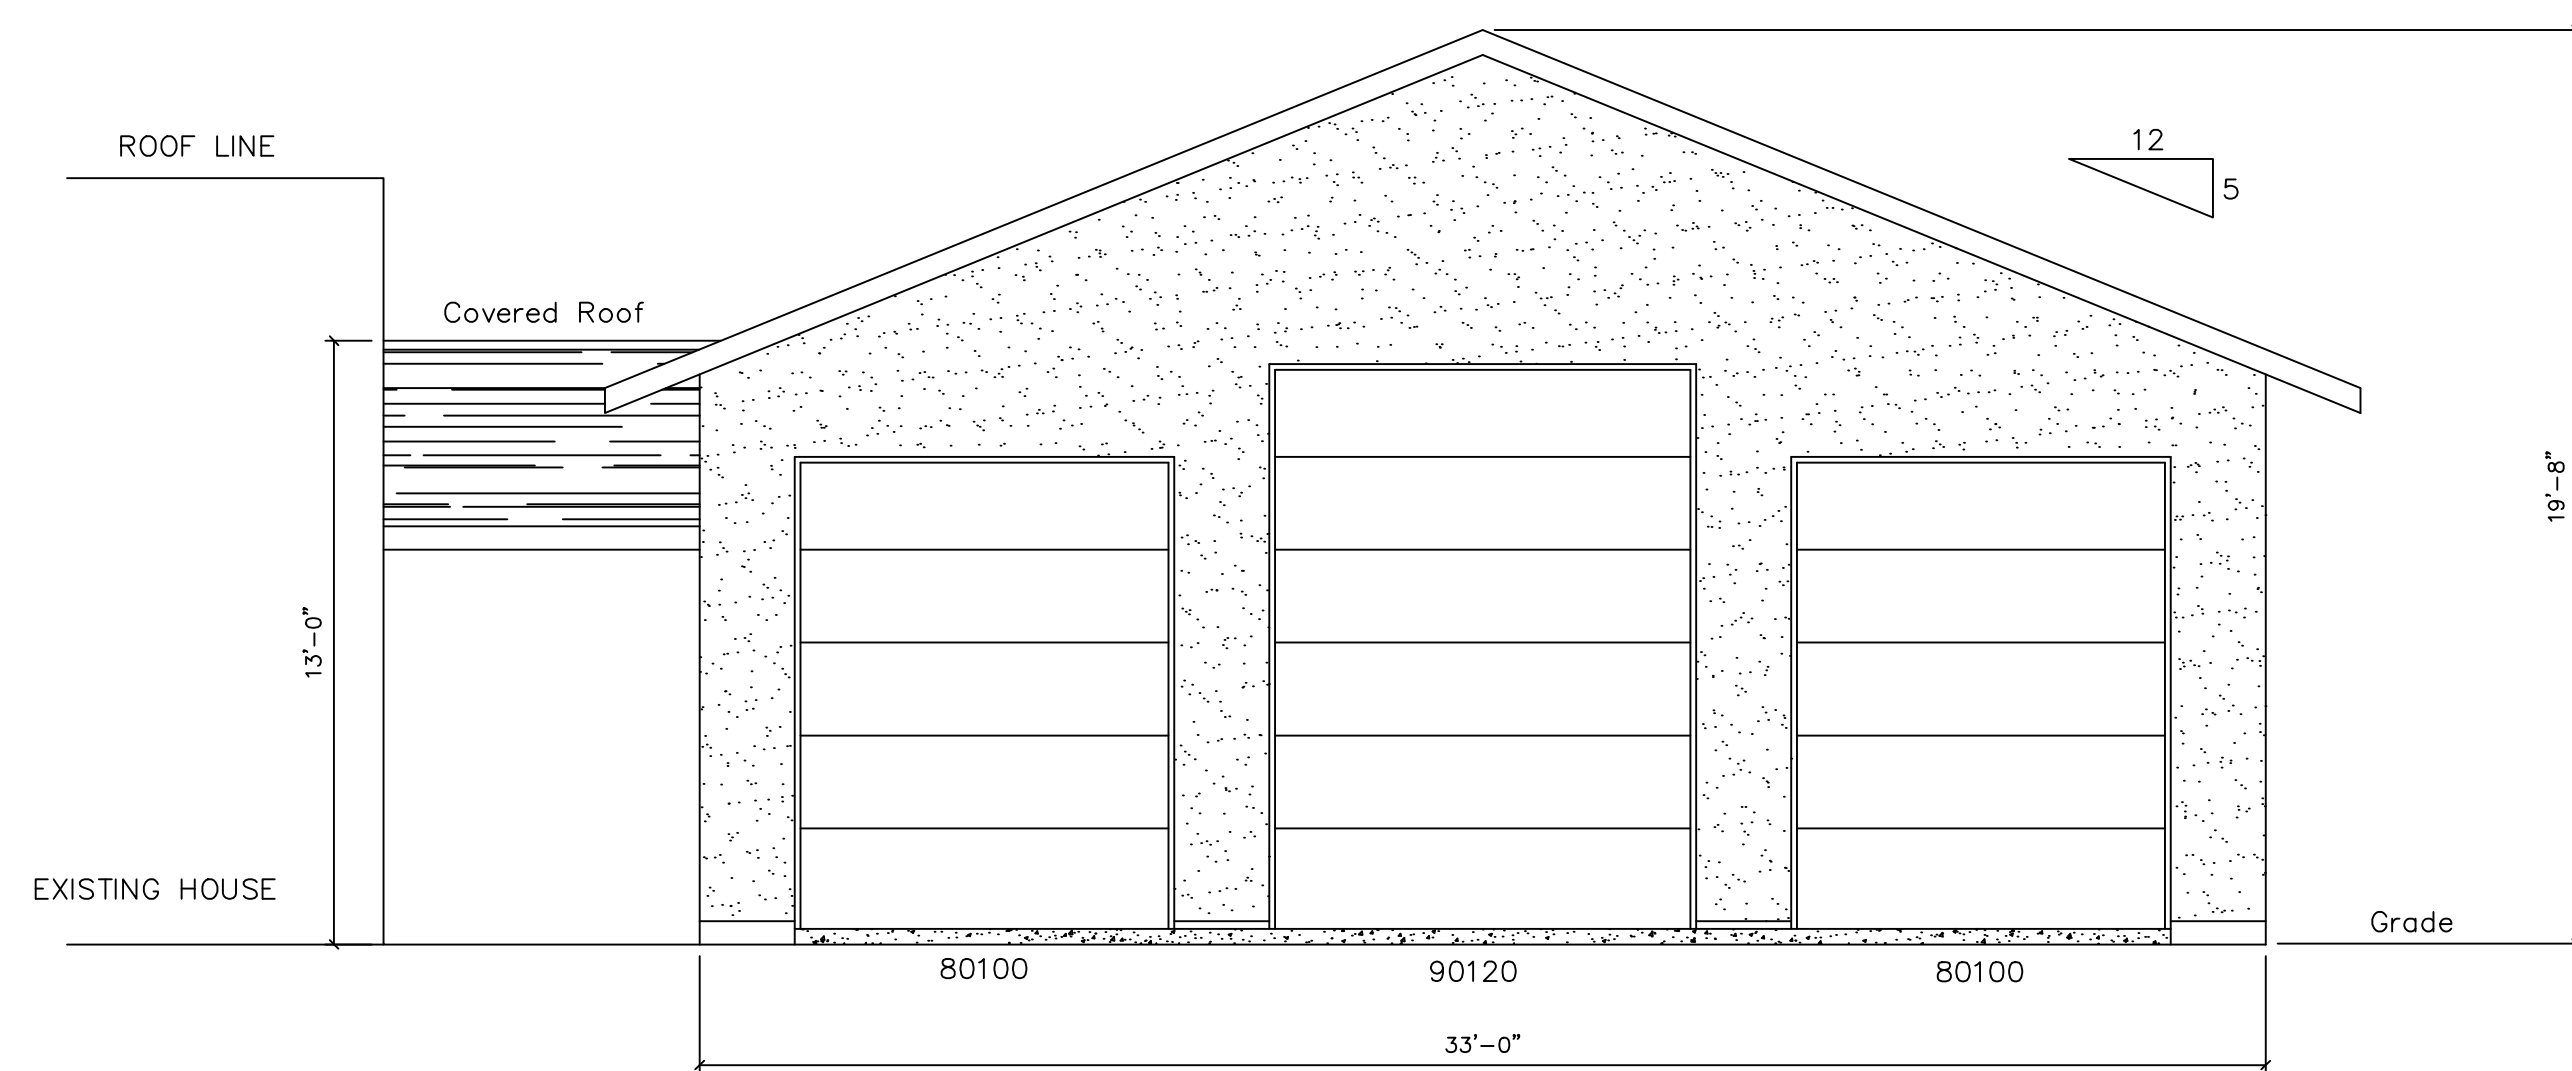 ROOF LINE
12
5
Covered Roof
19'-8"
13'-0"
EXISTING HOUSE
Grade
80100
90120
80100
33'-0"